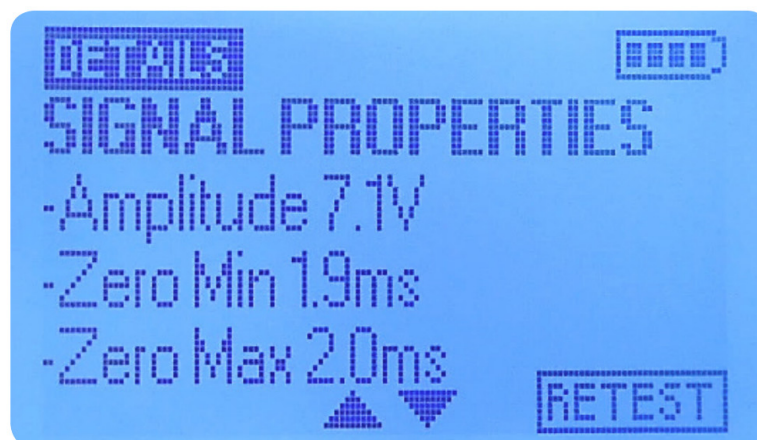 DETAILS
SIGNAL PROPERTIES
-Amplitude 7.1V
-Zero Min 1.9ms
-Zero Max 2.0ms
RETEST